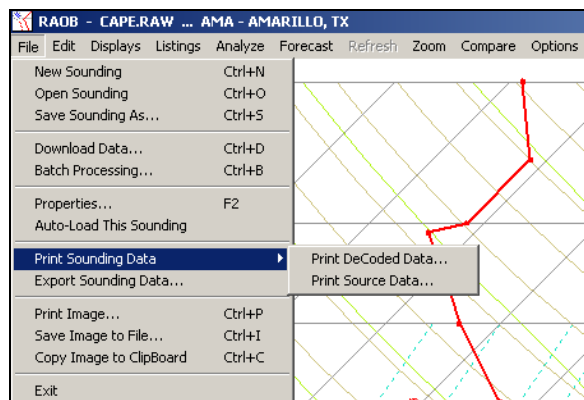 RAOB - CAPE.RAW ... AMA - AMARILLO, TX
File Edit Displays Listings Analyze Forecast Refresh Zoom Compare Options
New Sounding Ctrl+N
Open Sounding Ctrl+O
Save Sounding As... Ctrl+S
Download Data... Ctrl+D
Batch Processing... Ctrl+B
Properties... F2
Auto-Load This Sounding
Print Sounding Data
Print DeCoded Data...
Export Sounding Data...
Print Source Data...
Print Image... Ctrl+P
Save Image to File... Ctrl+I
Copy Image to ClipBoard Ctrl+C
Exit